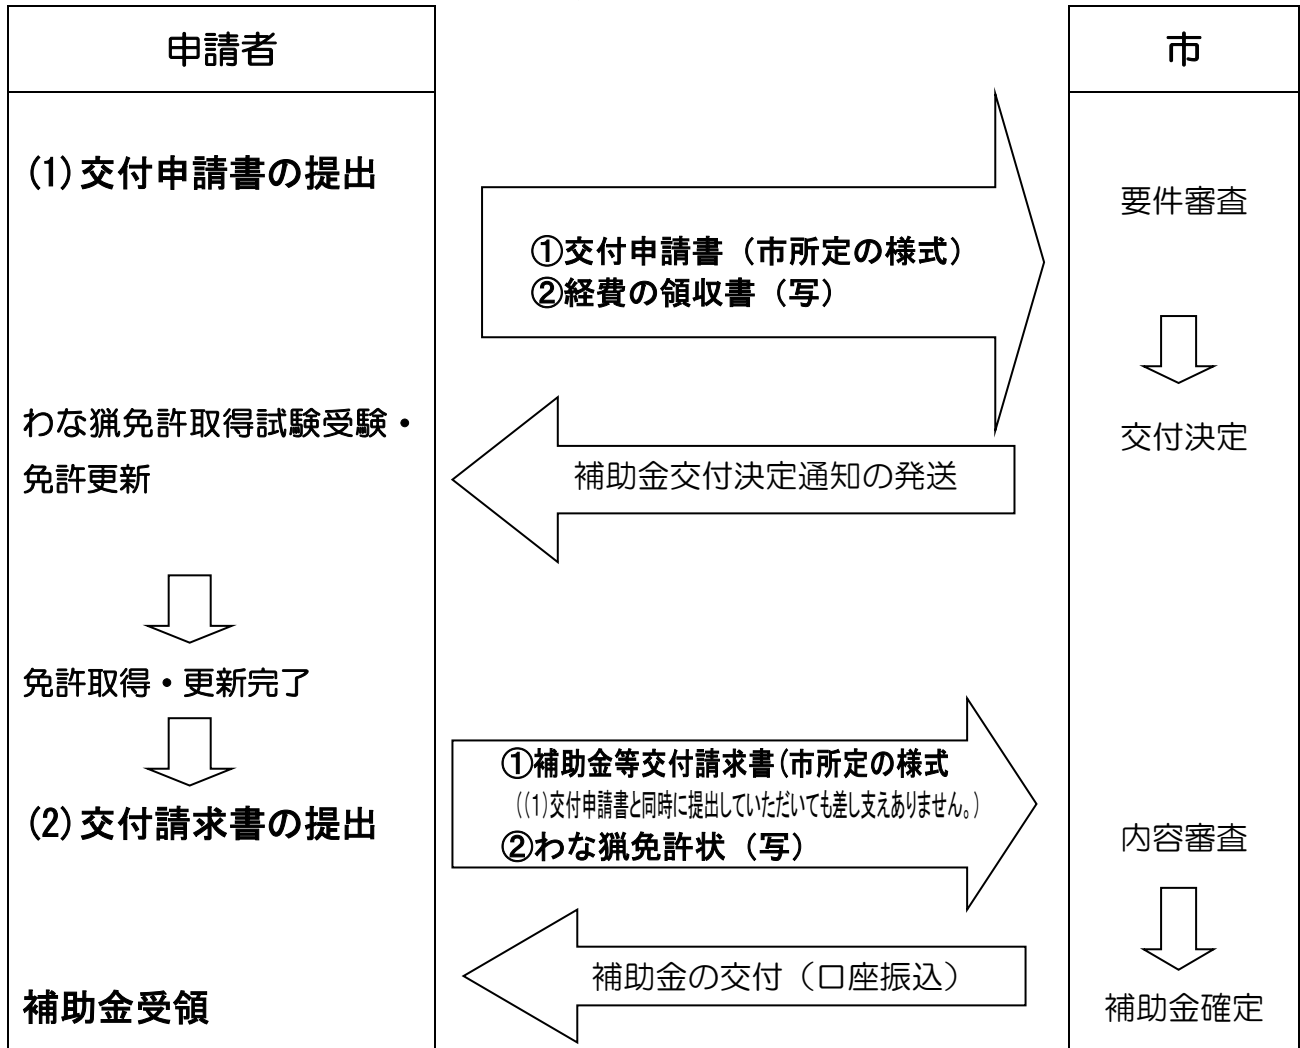 申請者
市
(1)交付申請書の提出
要件審査
①交付申請書（市所定の様式）
②経費の領収書（写）
わな猟免許取得試験受験・
免許更新
交付決定
補助金交付決定通知の発送
免許取得・更新完了
①補助金等交付請求書(市所定の様式
((1)交付申請書と同時に提出していただいても差し支えありません。)
②わな猟免許状（写）
(2)交付請求書の提出
内容審査
補助金の交付（口座振込）
補助金受領
補助金確定